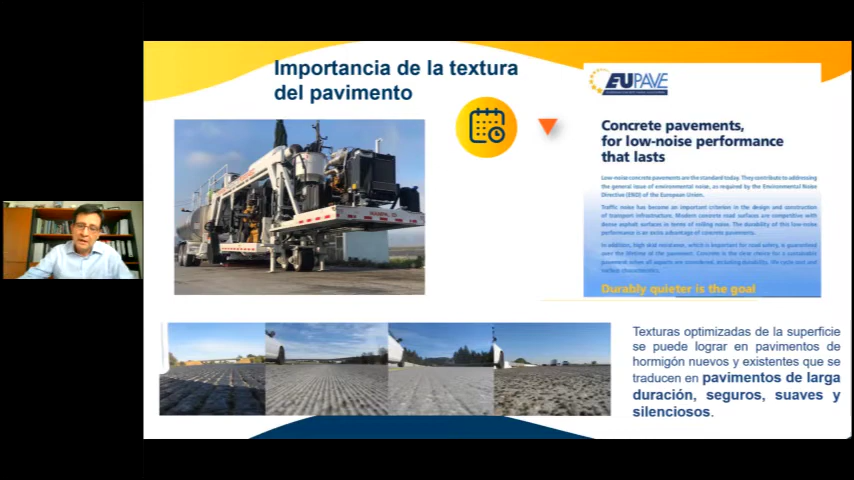 Importancia de la textura
del pavimento
EUPAVE
Concrete pavements,
for low-noise performance
that lasts
Low-noise concrete pavements are the standard today. They contribute to addressing
the general issue of environmental noise, as required by the Environmental Noise
Directive (END) of the European Union.
Traffic noise has become an important criterion in the design and construction
of transport infrastructure. Modern concrete road surfaces are competitive with
dense asphalt surfaces in terms of rolling noise. The durability of this low-noise
performance is an extra advantage of concrete pavements.
In addition, high skid resistance, which is important for road safety, is guaranteed
over the lifetime of the pavement. Concrete is the clear choice for a sustainable
pavement when all aspects are considered, including durability, life-cycle cost and
surface characteristics.
Durably quieter is the goal
Texturas optimizadas de la superficie
se puede lograr en pavimentos de
hormigón nuevos y existentes que se
traducen en pavimentos de larga
duración, seguros, suaves y
silenciosos.